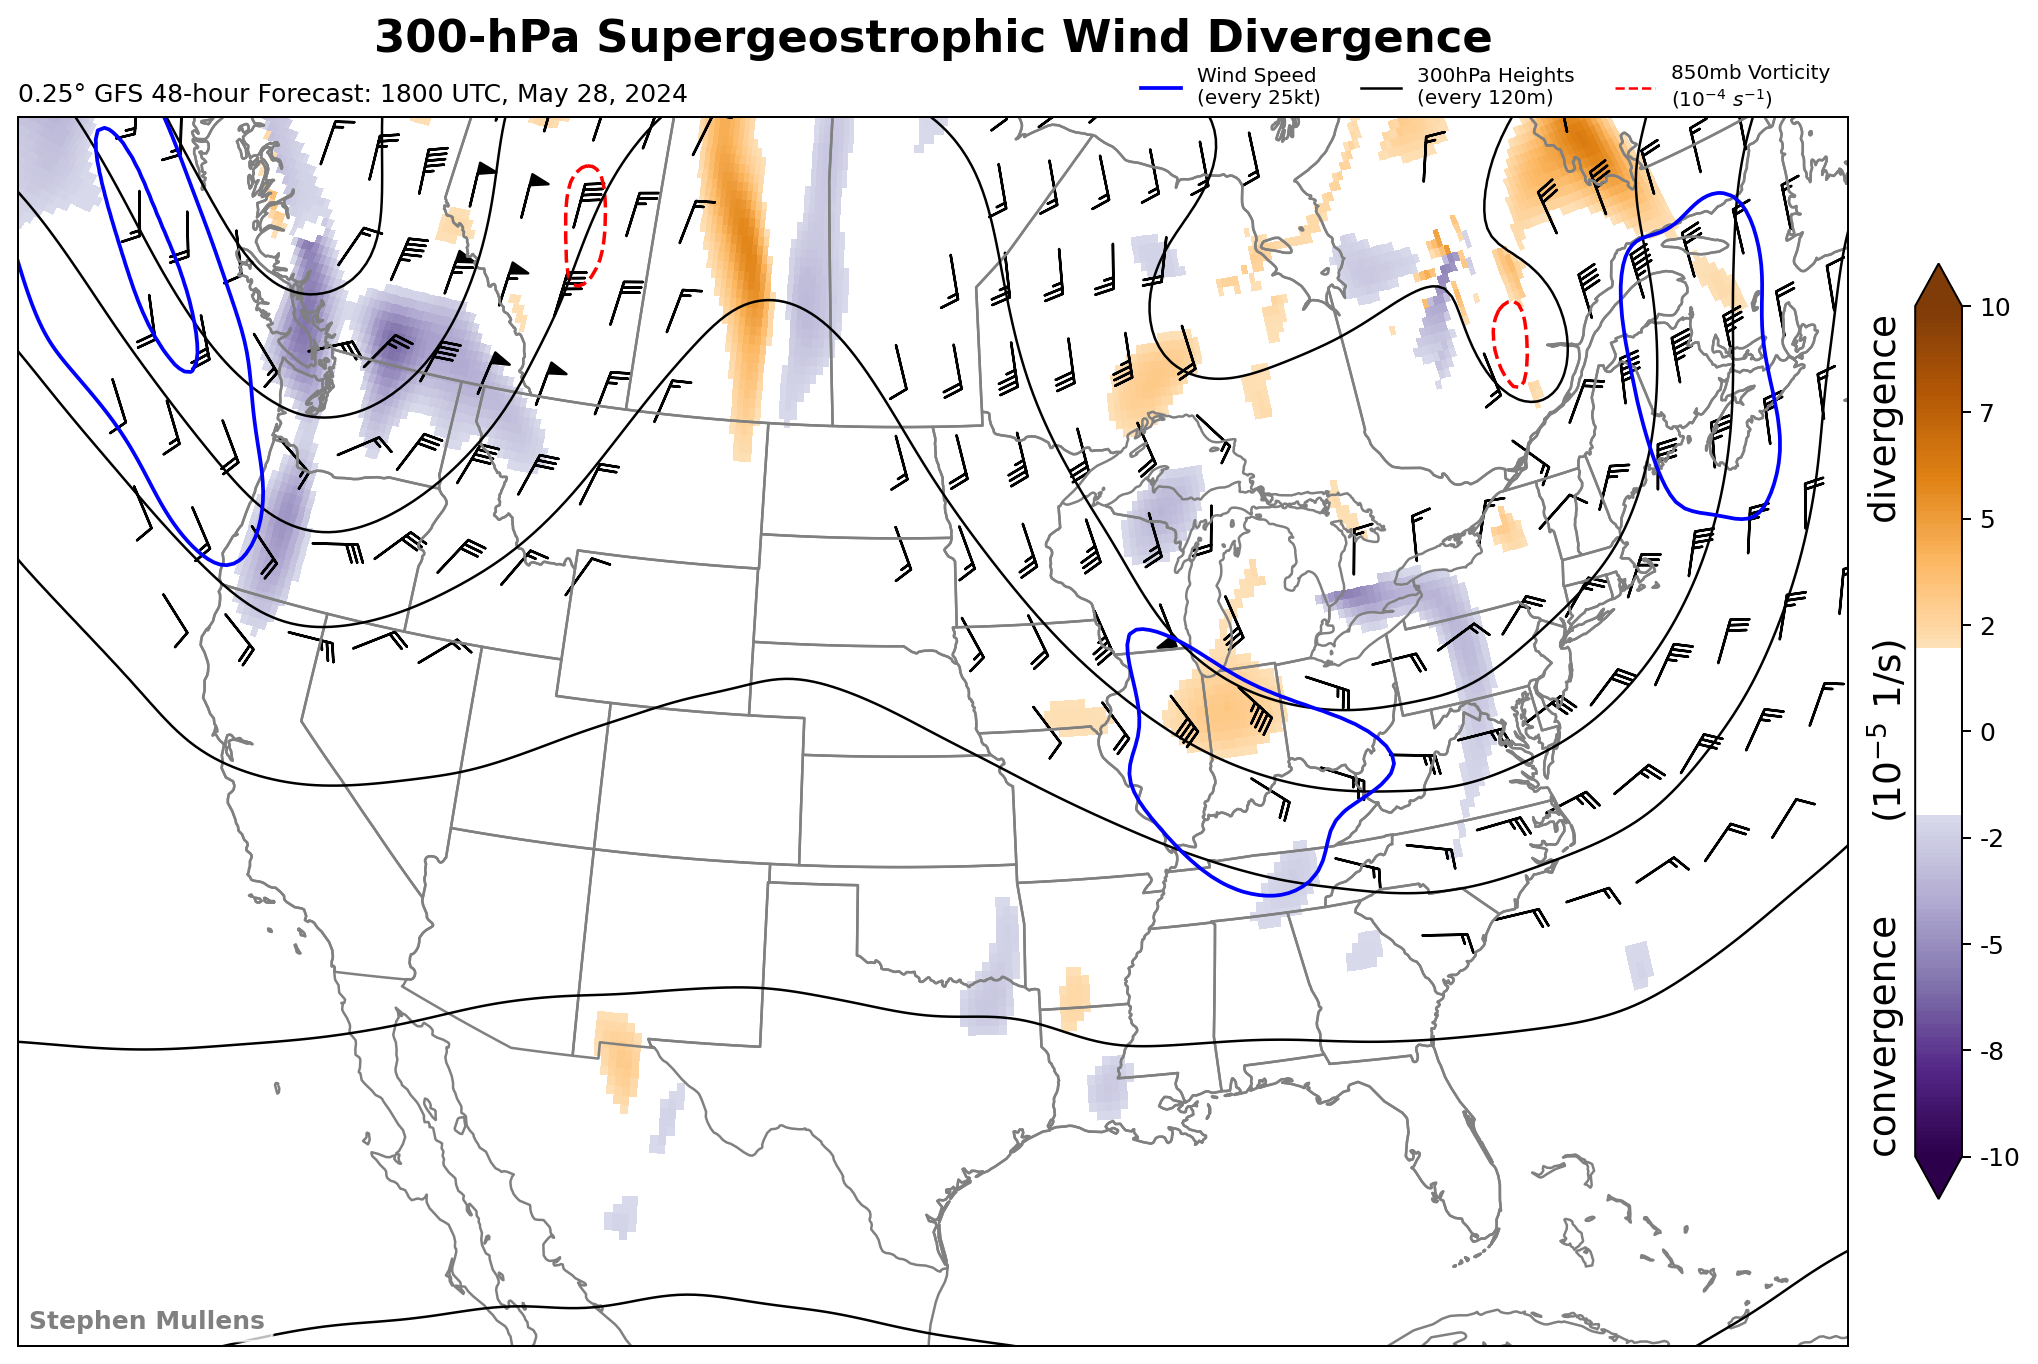 300-hPa Supergeostrophic Wind Divergence
0.25° GFS 48-hour Forecast: 1800 UTC, May 28, 2024
Wind Speed
(every 25kt)
300hPa Heights
(every 120m)
850mb Vorticity
(10⁻⁴ s⁻¹)
10
7
5
2
0
-2
-5
-8
-10
convergence (10⁻⁵ 1/s) divergence
Stephen Mullens